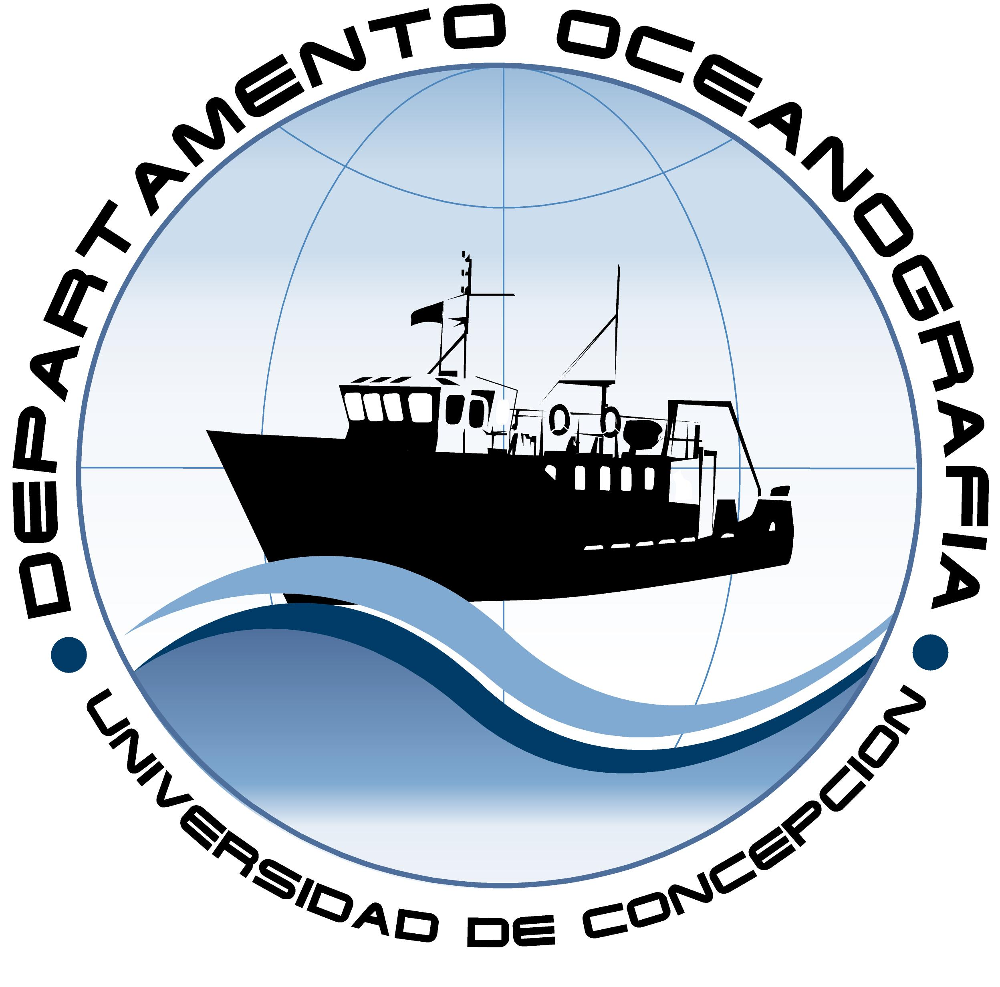 DEPARTAMENTO OCEANOGRAFIA
UNIVERSIDAD DE CONCEPCION